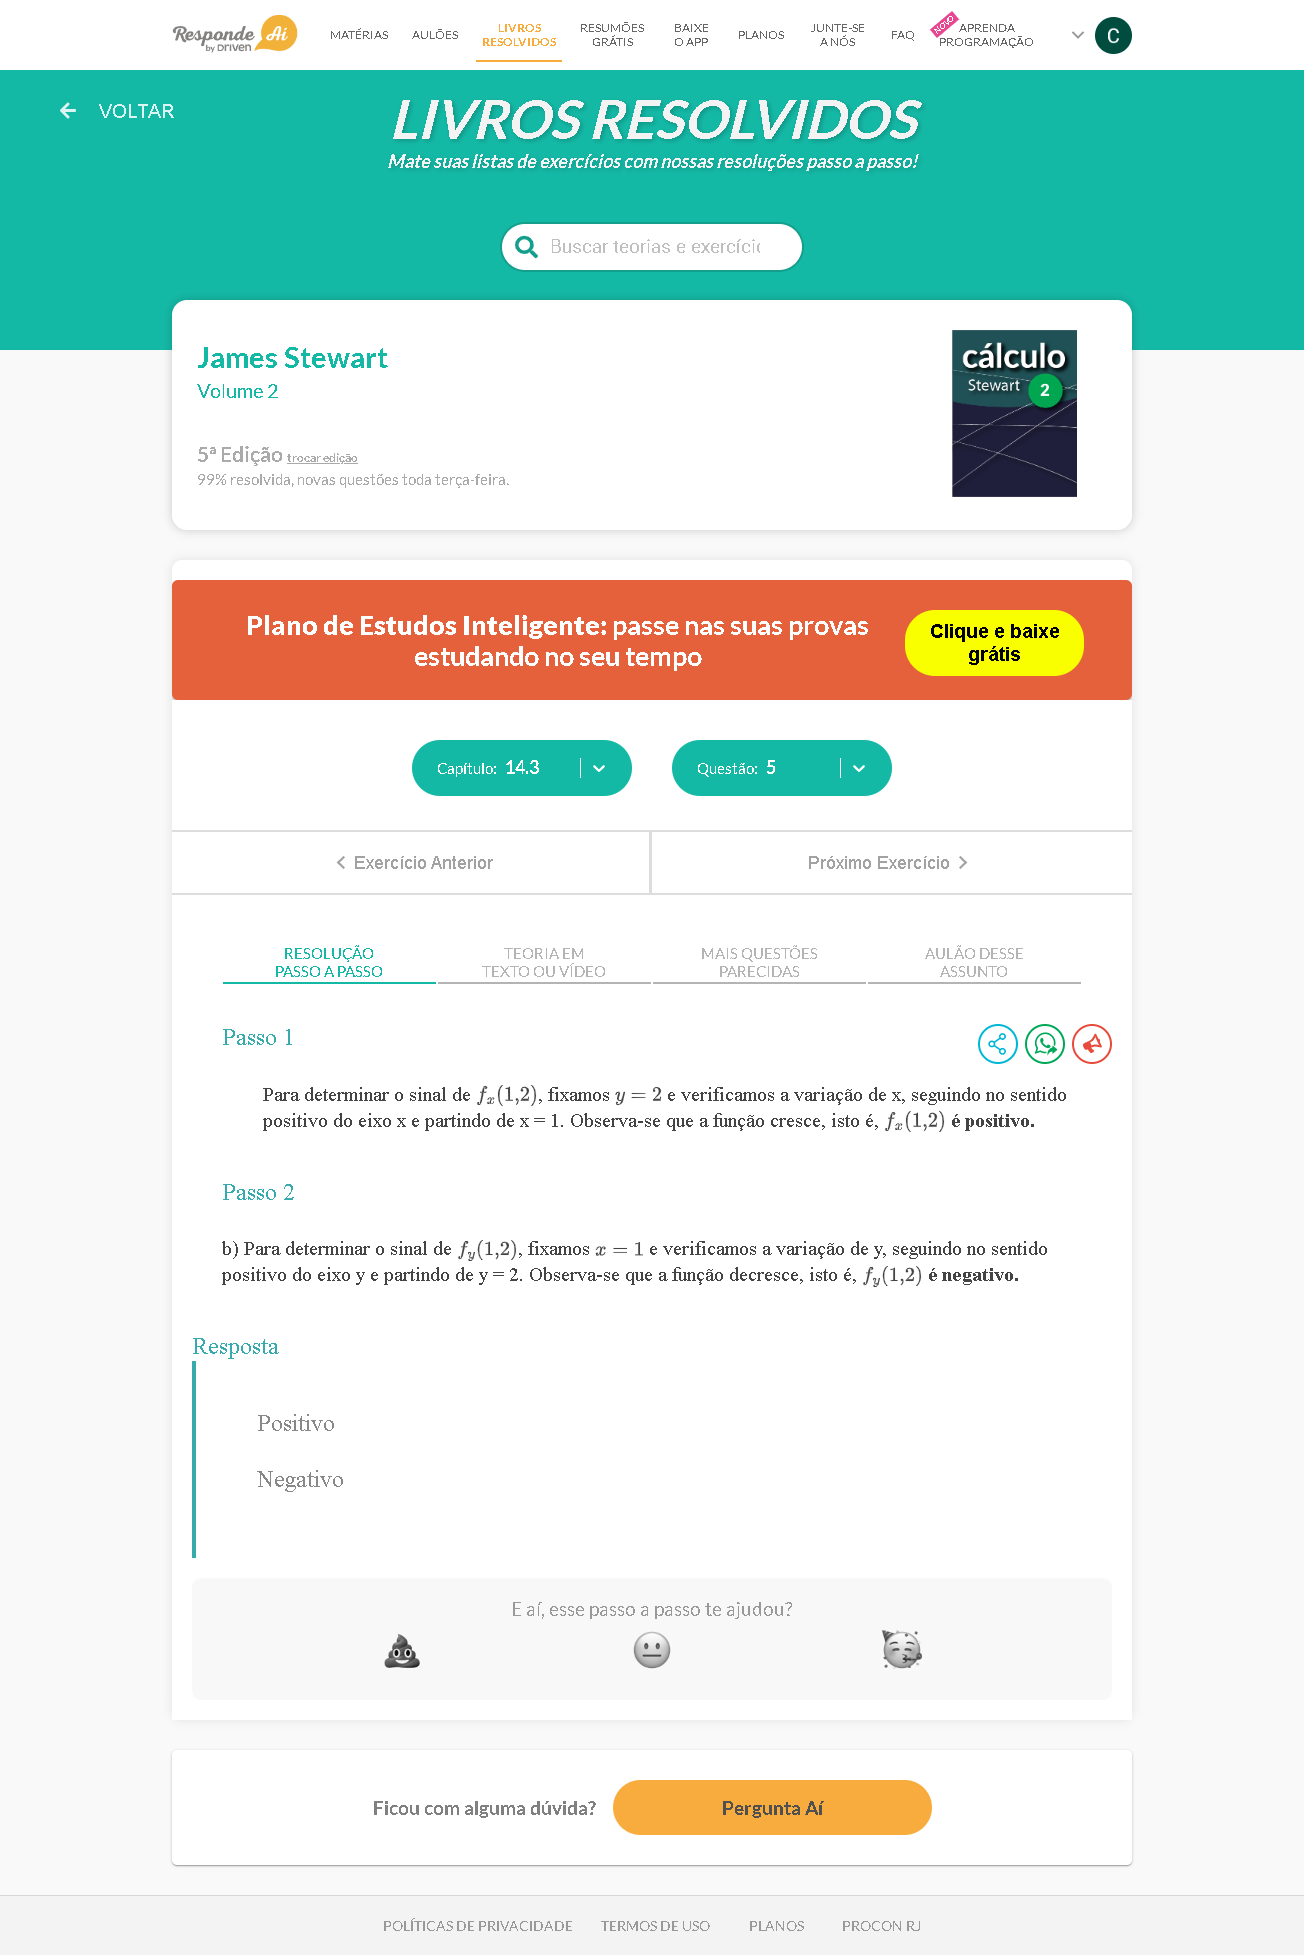 Responde Aí
by DRIVEN
MATÉRIAS
AULÕES
LIVROS
RESOLVIDOS
RESUMÕES
GRÁTIS
BAIXE
O APP
PLANOS
JUNTE-SE
A NÓS
FAQ
NOVO
APRENDA
PROGRAMAÇÃO
C
VOLTAR
LIVROS RESOLVIDOS
Mate suas listas de exercícios com nossas resoluções passo a passo!
Buscar teorias e exercíci
James Stewart
Volume 2
5ª Edição trocar edição
99% resolvida, novas questões toda terça-feira.
cálculo
Stewart 2
Plano de Estudos Inteligente: passe nas suas provas
estudando no seu tempo
Clique e baixe
grátis
Capítulo: 14.3
Questão: 5
Exercício Anterior
Próximo Exercício
RESOLUÇÃO
PASSO A PASSO
TEORIA EM
TEXTO OU VÍDEO
MAIS QUESTÕES
PARECIDAS
AULÃO DESSE
ASSUNTO
Passo 1
Para determinar o sinal de f_x(1,2), fixamos y = 2 e verificamos a variação de x, seguindo no sentido
positivo do eixo x e partindo de x = 1. Observa-se que a função cresce, isto é, f_x(1,2) é positivo.
Passo 2
b) Para determinar o sinal de f_y(1,2), fixamos x = 1 e verificamos a variação de y, seguindo no sentido
positivo do eixo y e partindo de y = 2. Observa-se que a função decresce, isto é, f_y(1,2) é negativo.
Resposta
Positivo
Negativo
E aí, esse passo a passo te ajudou?
Ficou com alguma dúvida?
Pergunta Aí
POLÍTICAS DE PRIVACIDADE
TERMOS DE USO
PLANOS
PROCON RJ